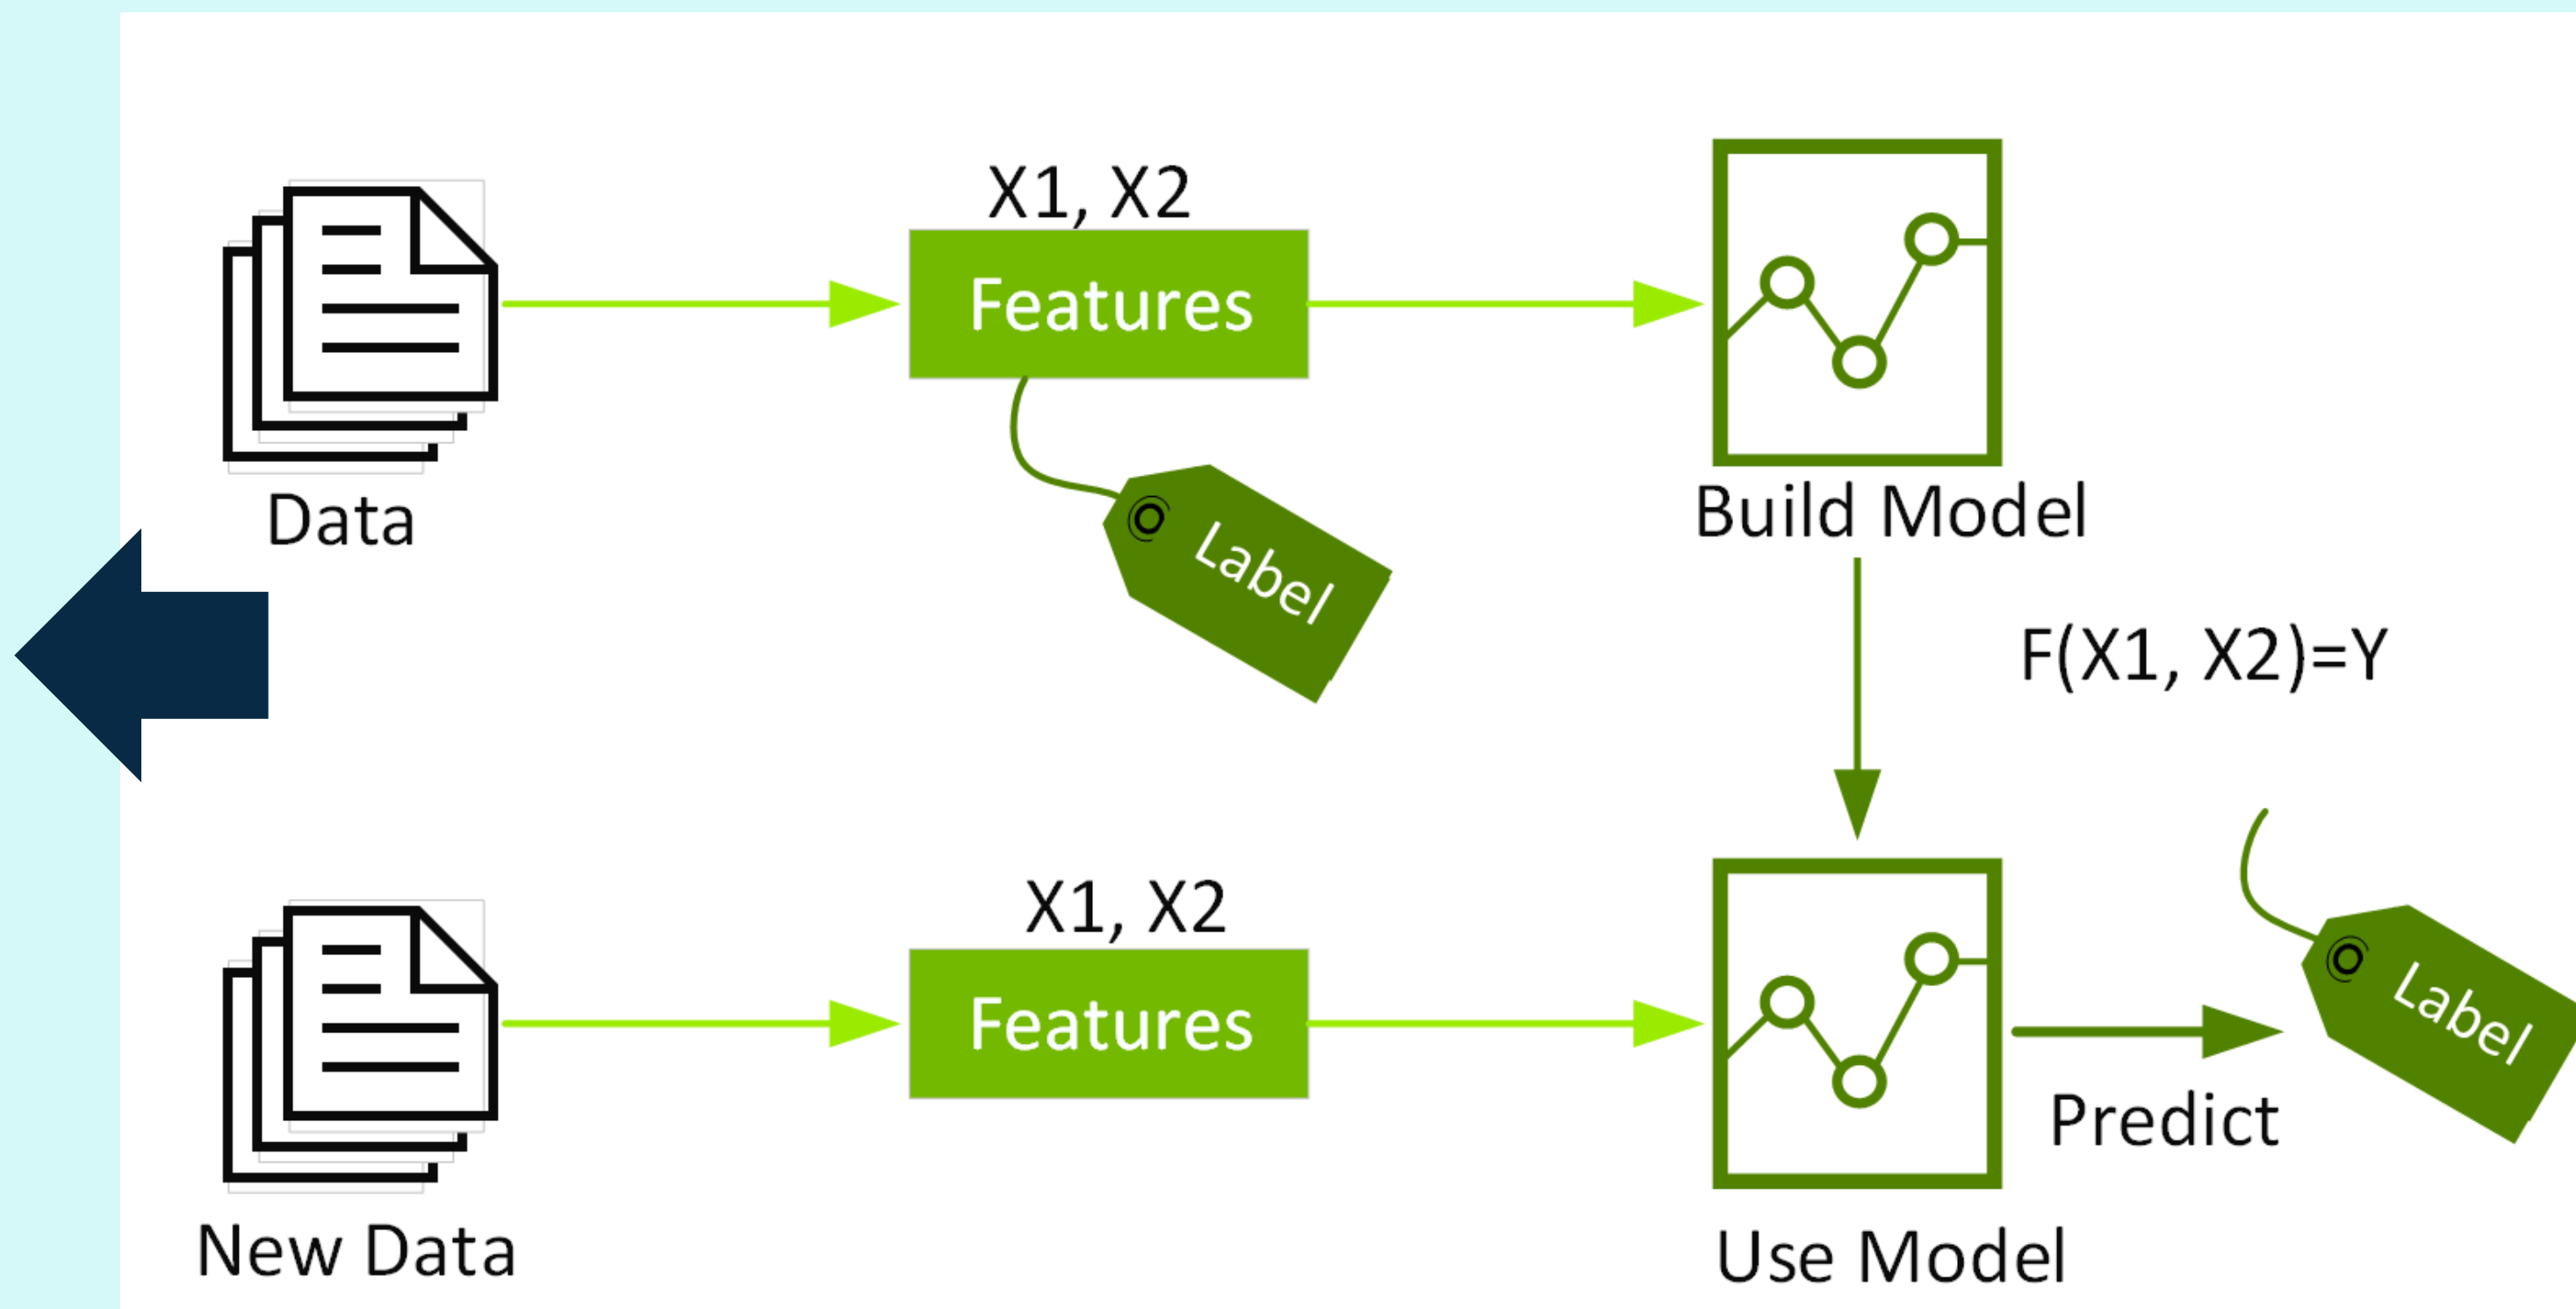 X1, X2
Features
Data
Label
Build Model
F(X1, X2)=Y
X1, X2
Features
Label
Predict
New Data
Use Model